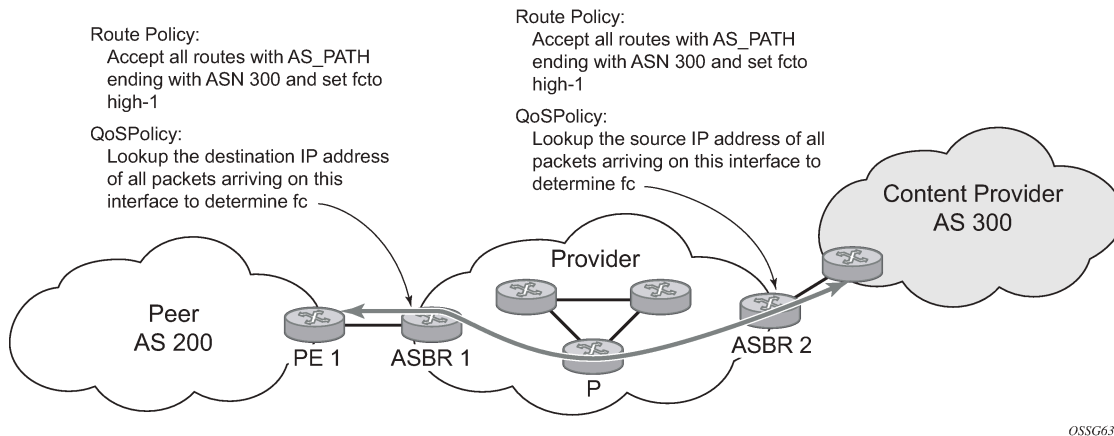 Route Policy:
Accept all routes with AS_PATH
ending with ASN 300 and set fcto
high-1
QoSPolicy:
Lookup the destination IP address
of all packets arriving on this
interface to determine fc
Route Policy:
Accept all routes with AS_PATH
ending with ASN 300 and set fcto
high-1
QoSPolicy:
Lookup the source IP address of all
packets arriving on this interface to
determine fc
Content Provider
AS 300
Provider
Peer
AS 200
PE 1
ASBR 1
P
ASBR 2
OSSG63